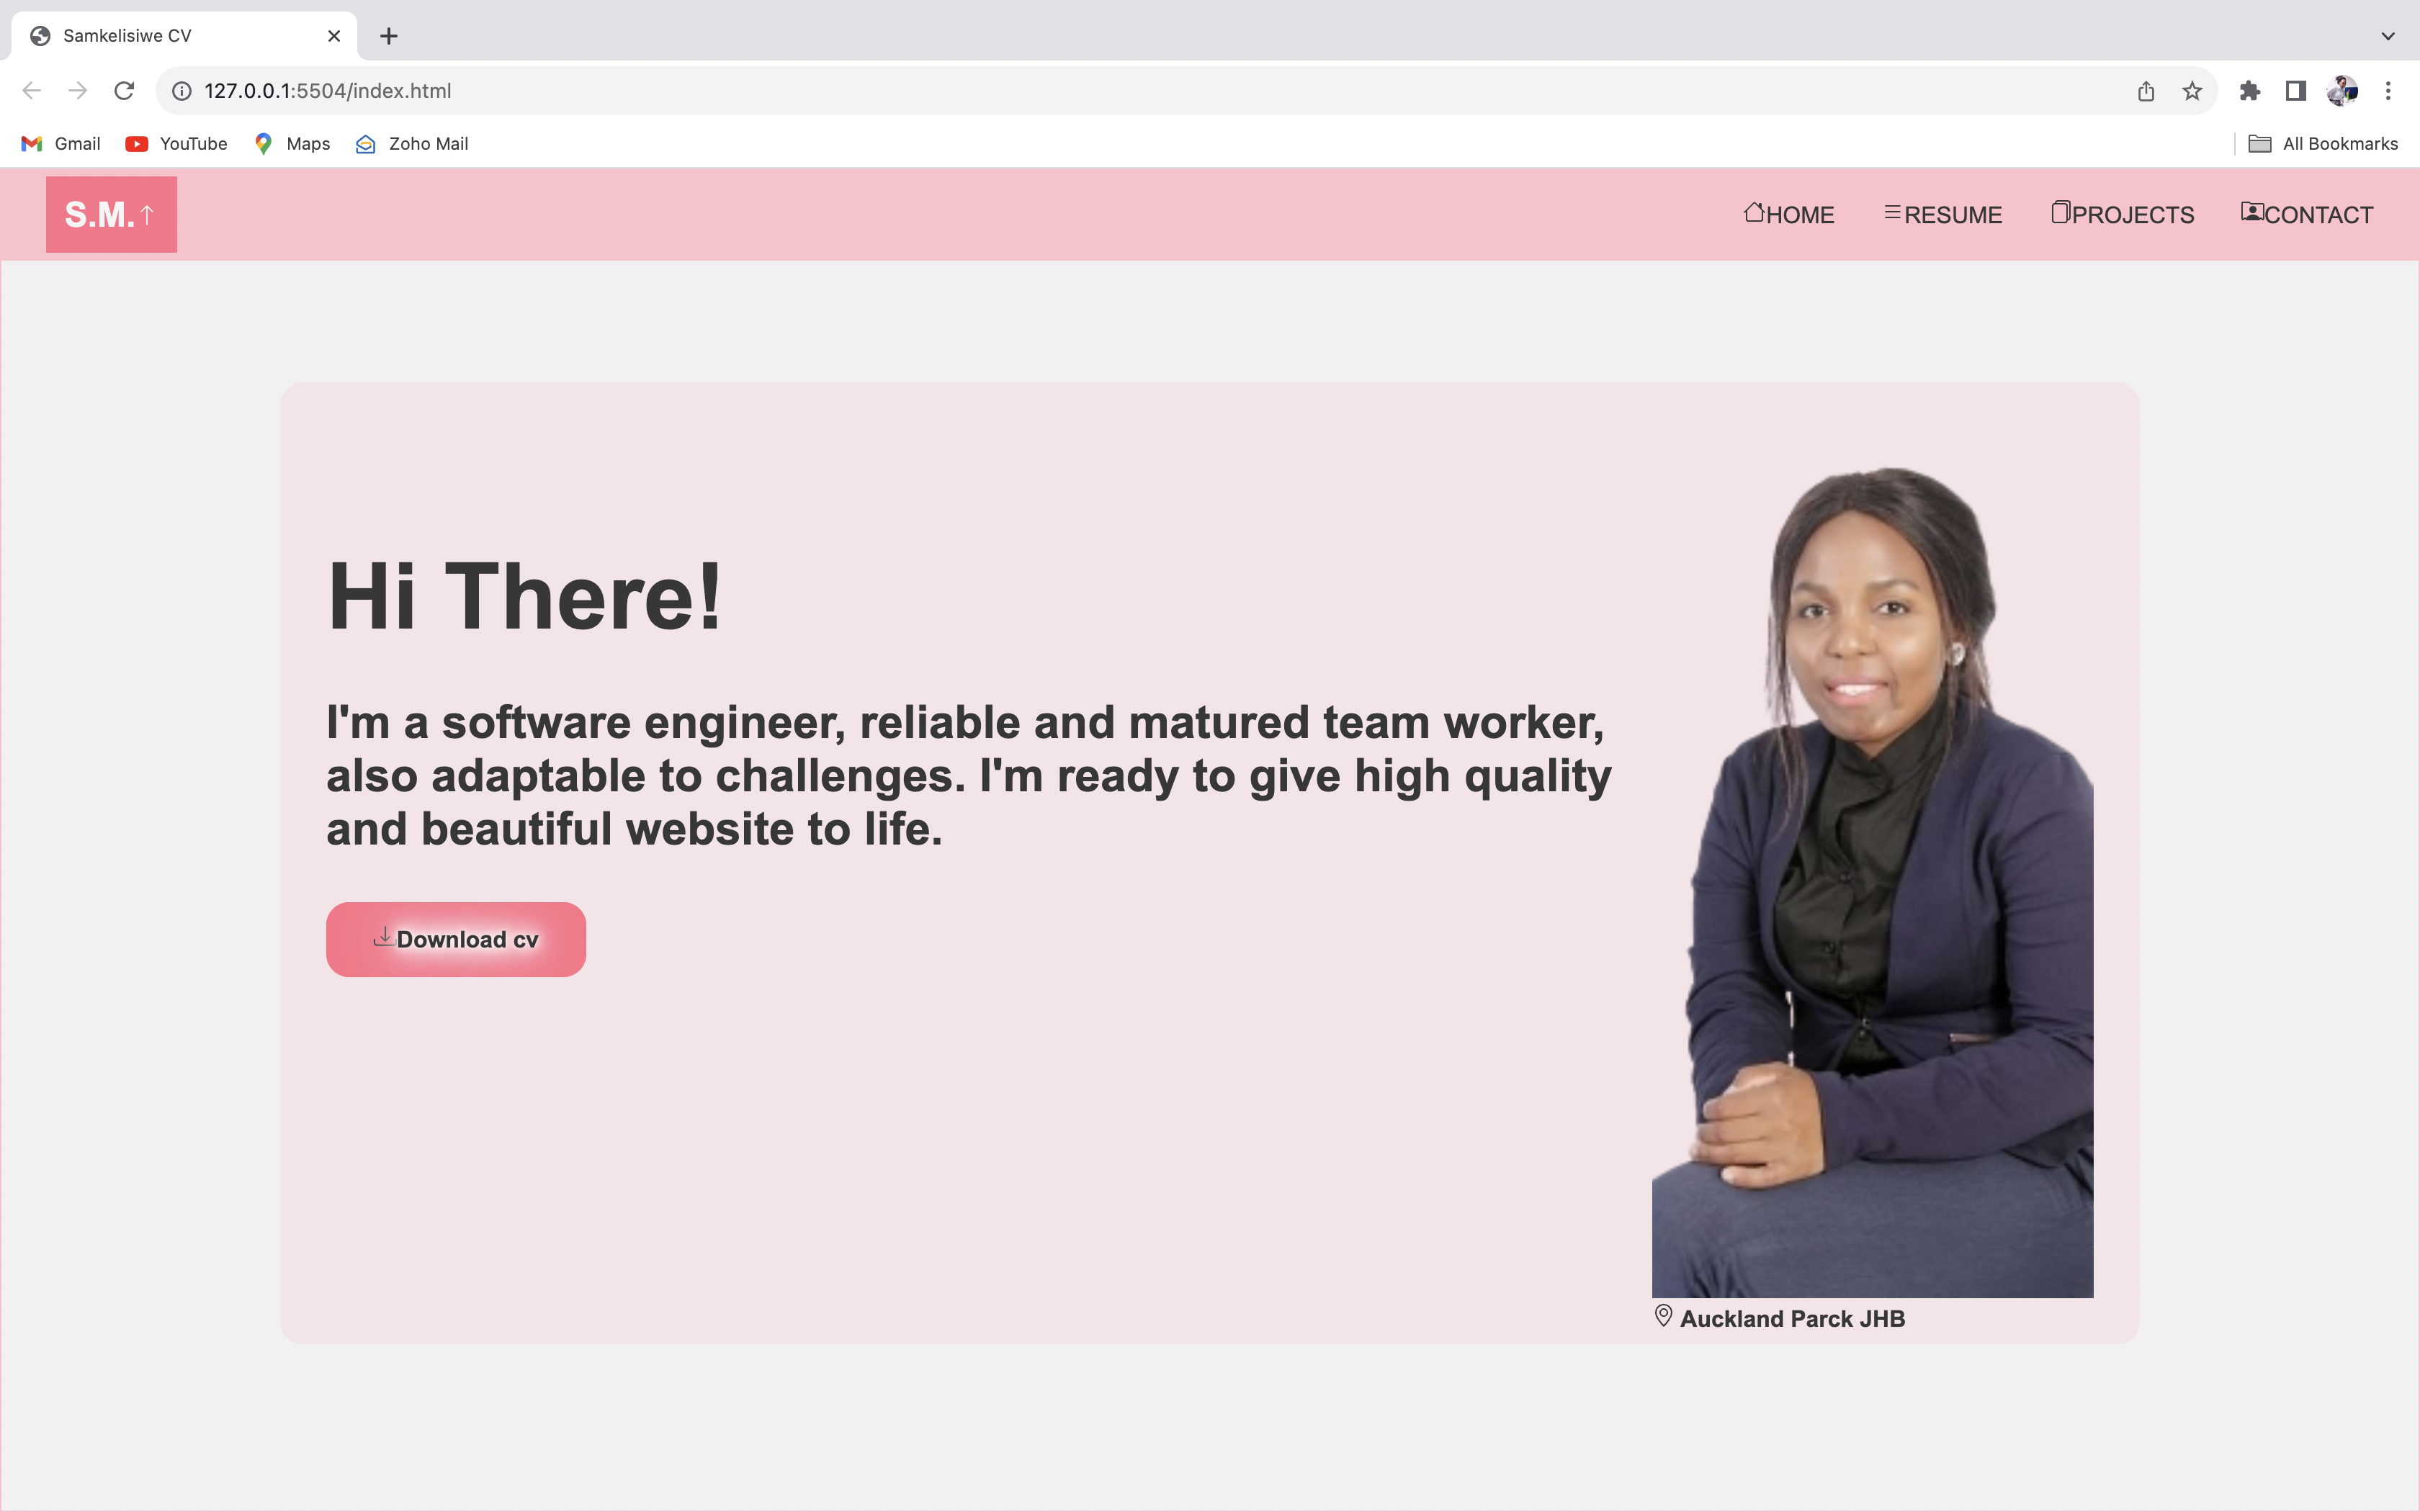 Samkelisiwe CV
127.0.0.1:5504/index.html
Gmail YouTube Maps Zoho Mail All Bookmarks
S.M. HOME RESUME PROJECTS CONTACT
Hi There!
I'm a software engineer, reliable and matured team worker,
also adaptable to challenges. I'm ready to give high quality
and beautiful website to life.
Download cv
Auckland Parck JHB